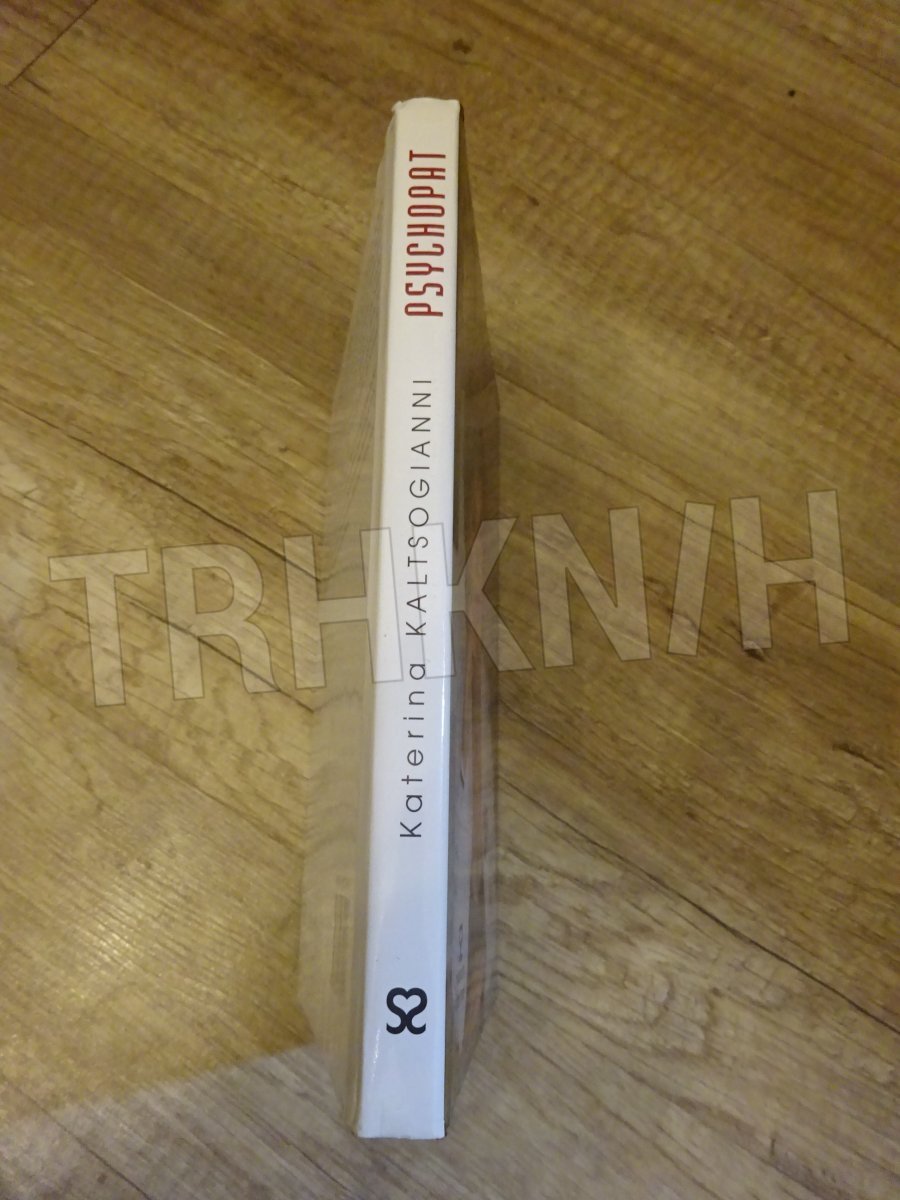 PSYCHOPAT
Katerina KALTSOGIANNI
TRHKNIH